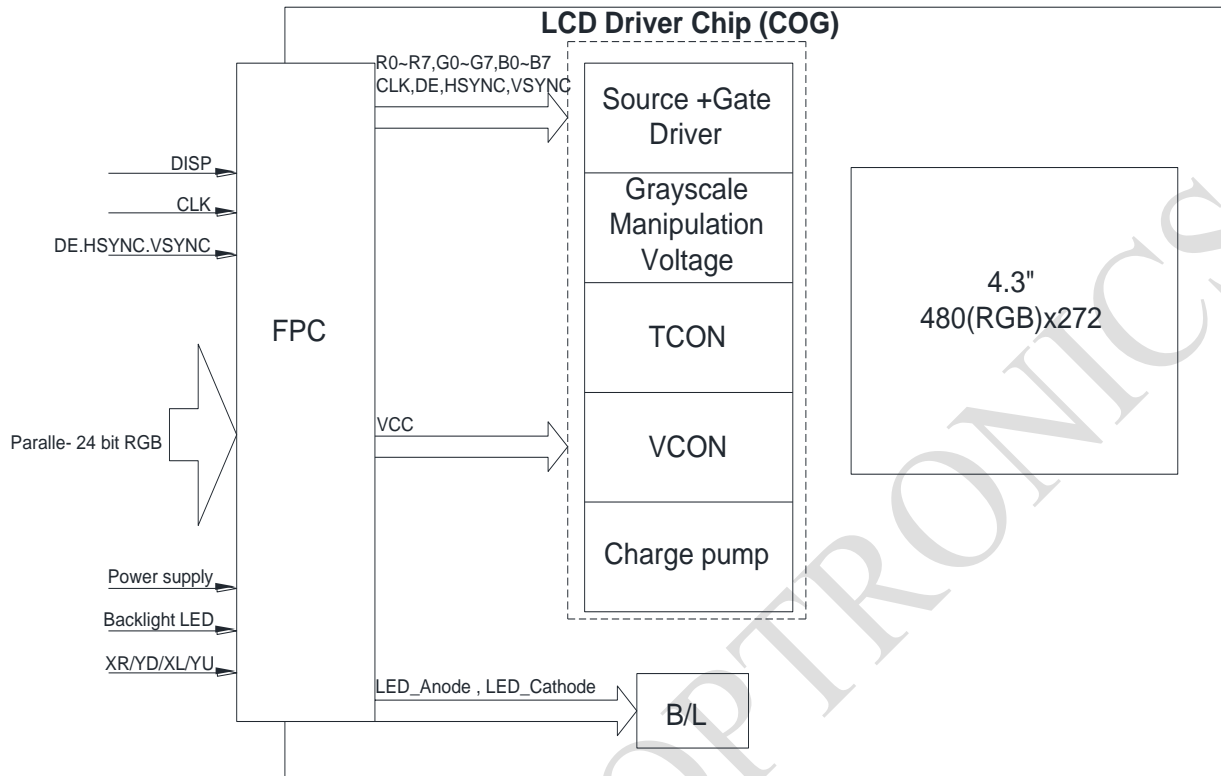 LCD Driver Chip (COG)
R0~R7,G0~G7,B0~B7
CLK,DE,HSYNC,VSYNC
Source +Gate
Driver
DISP
CLK
DE.HSYNC.VSYNC
Grayscale
Manipulation
Voltage
4.3"
480(RGB)x272
FPC
TCON
Paralle- 24 bit RGB
VCC
VCON
Charge pump
Power supply
Backlight LED
XR/YD/XL/YU
LED_Anode , LED_Cathode
B/L
OPTRONICS